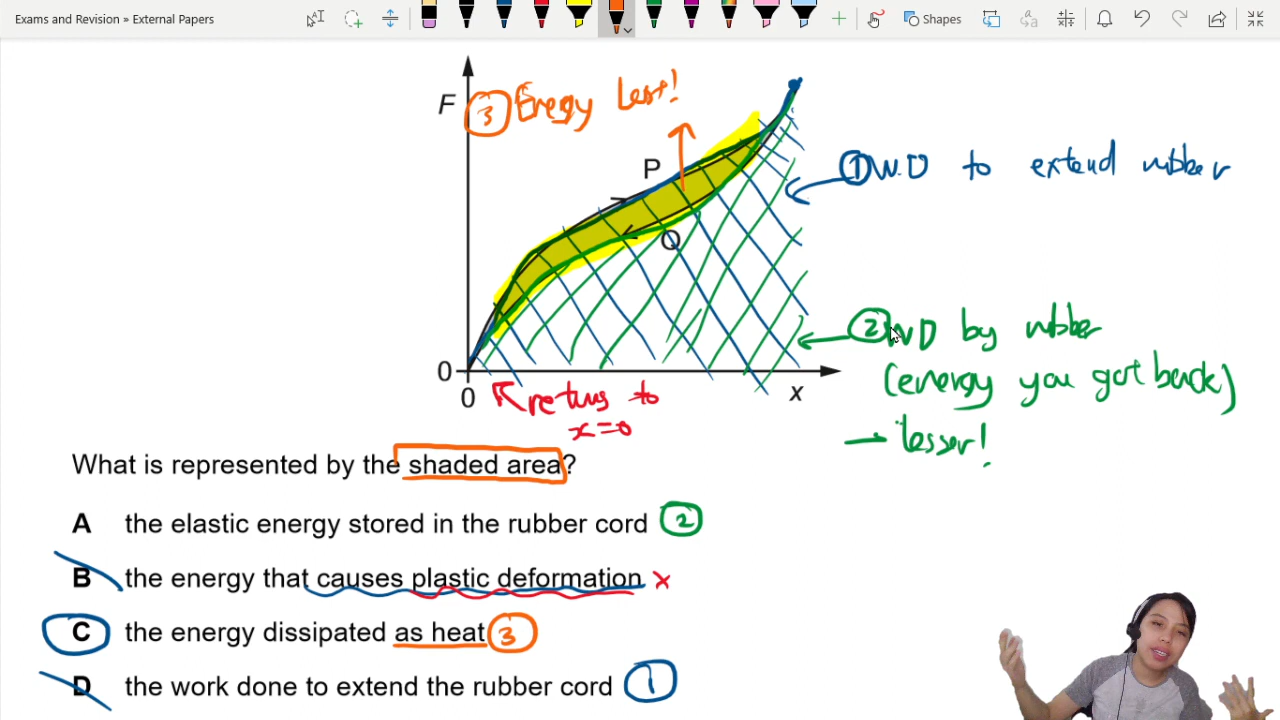 Exams and Revision » External Papers
Shapes
F
③ Energy Lost!
P
① W.D to extend rubber
Q
② WD by rubber
(energy you got back)
→ lesser!
0
0
x
returns to
x=0
What is represented by the shaded area?
A the elastic energy stored in the rubber cord ②
B the energy that causes plastic deformation ×
C the energy dissipated as heat ③
D the work done to extend the rubber cord ①